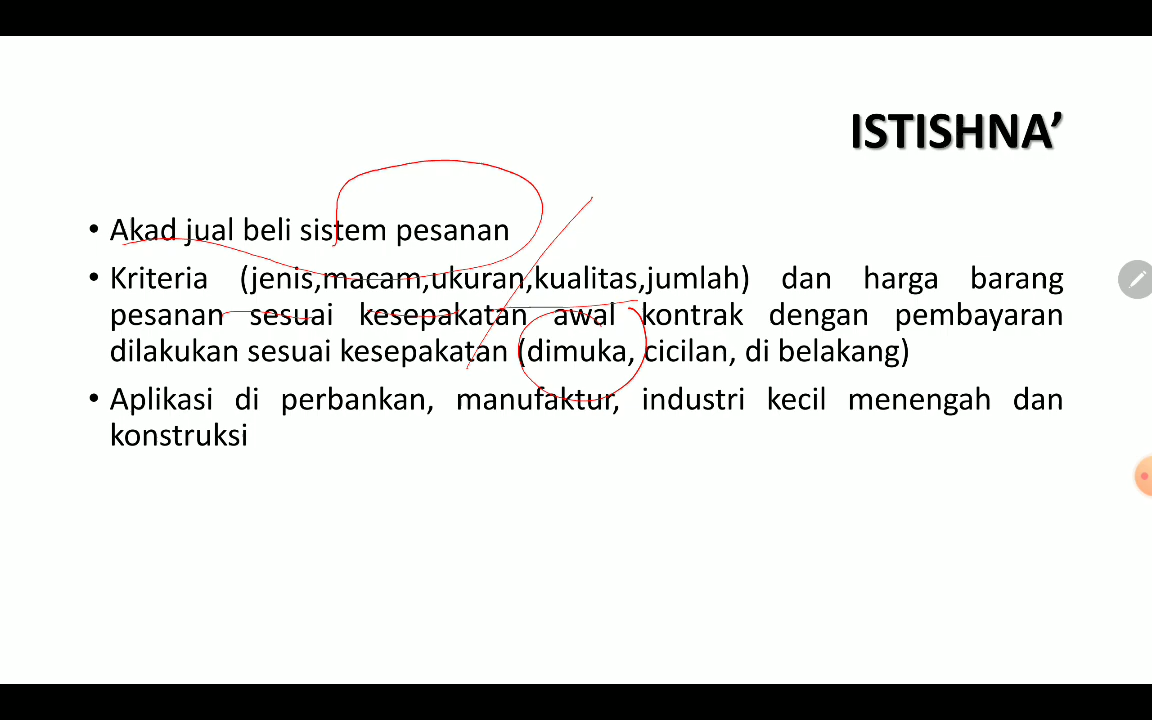 ISTISHNA’
• Akad jual beli sistem pesanan
• Kriteria (jenis,macam,ukuran,kualitas,jumlah) dan harga barang
pesanan sesuai kesepakatan awal kontrak dengan pembayaran
dilakukan sesuai kesepakatan (dimuka, cicilan, di belakang)
• Aplikasi di perbankan, manufaktur, industri kecil menengah dan
konstruksi